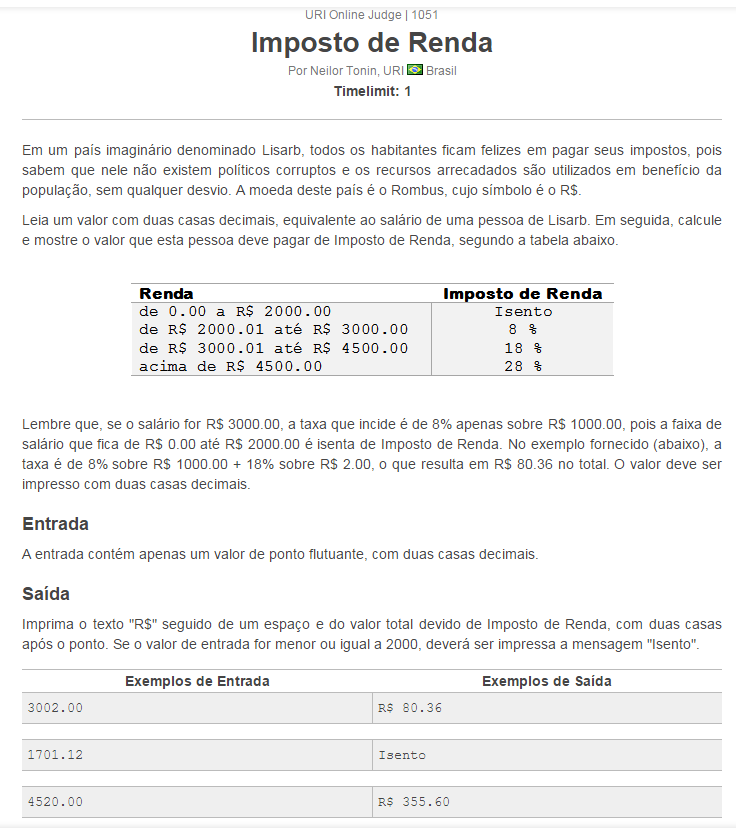 URI Online Judge | 1051
Imposto de Renda
Por Neilor Tonin, URI Brasil
Timelimit: 1
Em um país imaginário denominado Lisarb, todos os habitantes ficam felizes em pagar seus impostos, pois
sabem que nele não existem políticos corruptos e os recursos arrecadados são utilizados em benefício da
população, sem qualquer desvio. A moeda deste país é o Rombus, cujo símbolo é o R$.
Leia um valor com duas casas decimais, equivalente ao salário de uma pessoa de Lisarb. Em seguida, calcule
e mostre o valor que esta pessoa deve pagar de Imposto de Renda, segundo a tabela abaixo.
Renda Imposto de Renda
de 0.00 a R$ 2000.00 Isento
de R$ 2000.01 até R$ 3000.00 8 %
de R$ 3000.01 até R$ 4500.00 18 %
acima de R$ 4500.00 28 %
Lembre que, se o salário for R$ 3000.00, a taxa que incide é de 8% apenas sobre R$ 1000.00, pois a faixa de
salário que fica de R$ 0.00 até R$ 2000.00 é isenta de Imposto de Renda. No exemplo fornecido (abaixo), a
taxa é de 8% sobre R$ 1000.00 + 18% sobre R$ 2.00, o que resulta em R$ 80.36 no total. O valor deve ser
impresso com duas casas decimais.
Entrada
A entrada contém apenas um valor de ponto flutuante, com duas casas decimais.
Saída
Imprima o texto "R$" seguido de um espaço e do valor total devido de Imposto de Renda, com duas casas
após o ponto. Se o valor de entrada for menor ou igual a 2000, deverá ser impressa a mensagem "Isento".
Exemplos de Entrada Exemplos de Saída
3002.00 R$ 80.36
1701.12 Isento
4520.00 R$ 355.60